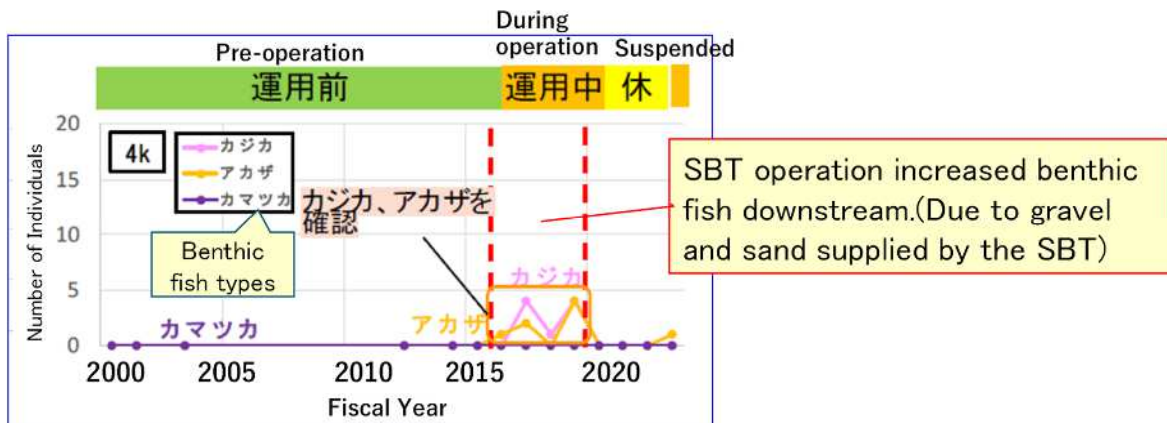 Pre-operation
During
operation
Suspended
運用前
運用中
休
Number of Individuals
20
15
10
5
0
4k
カジカ
アカザ
カマツカ
Benthic
fish types
カジカ、アカザを
確認
SBT operation increased benthic
fish downstream.(Due to gravel
and sand supplied by the SBT)
カジカ
アカザ
カマツカ
2000
2005
2010
2015
2020
Fiscal Year